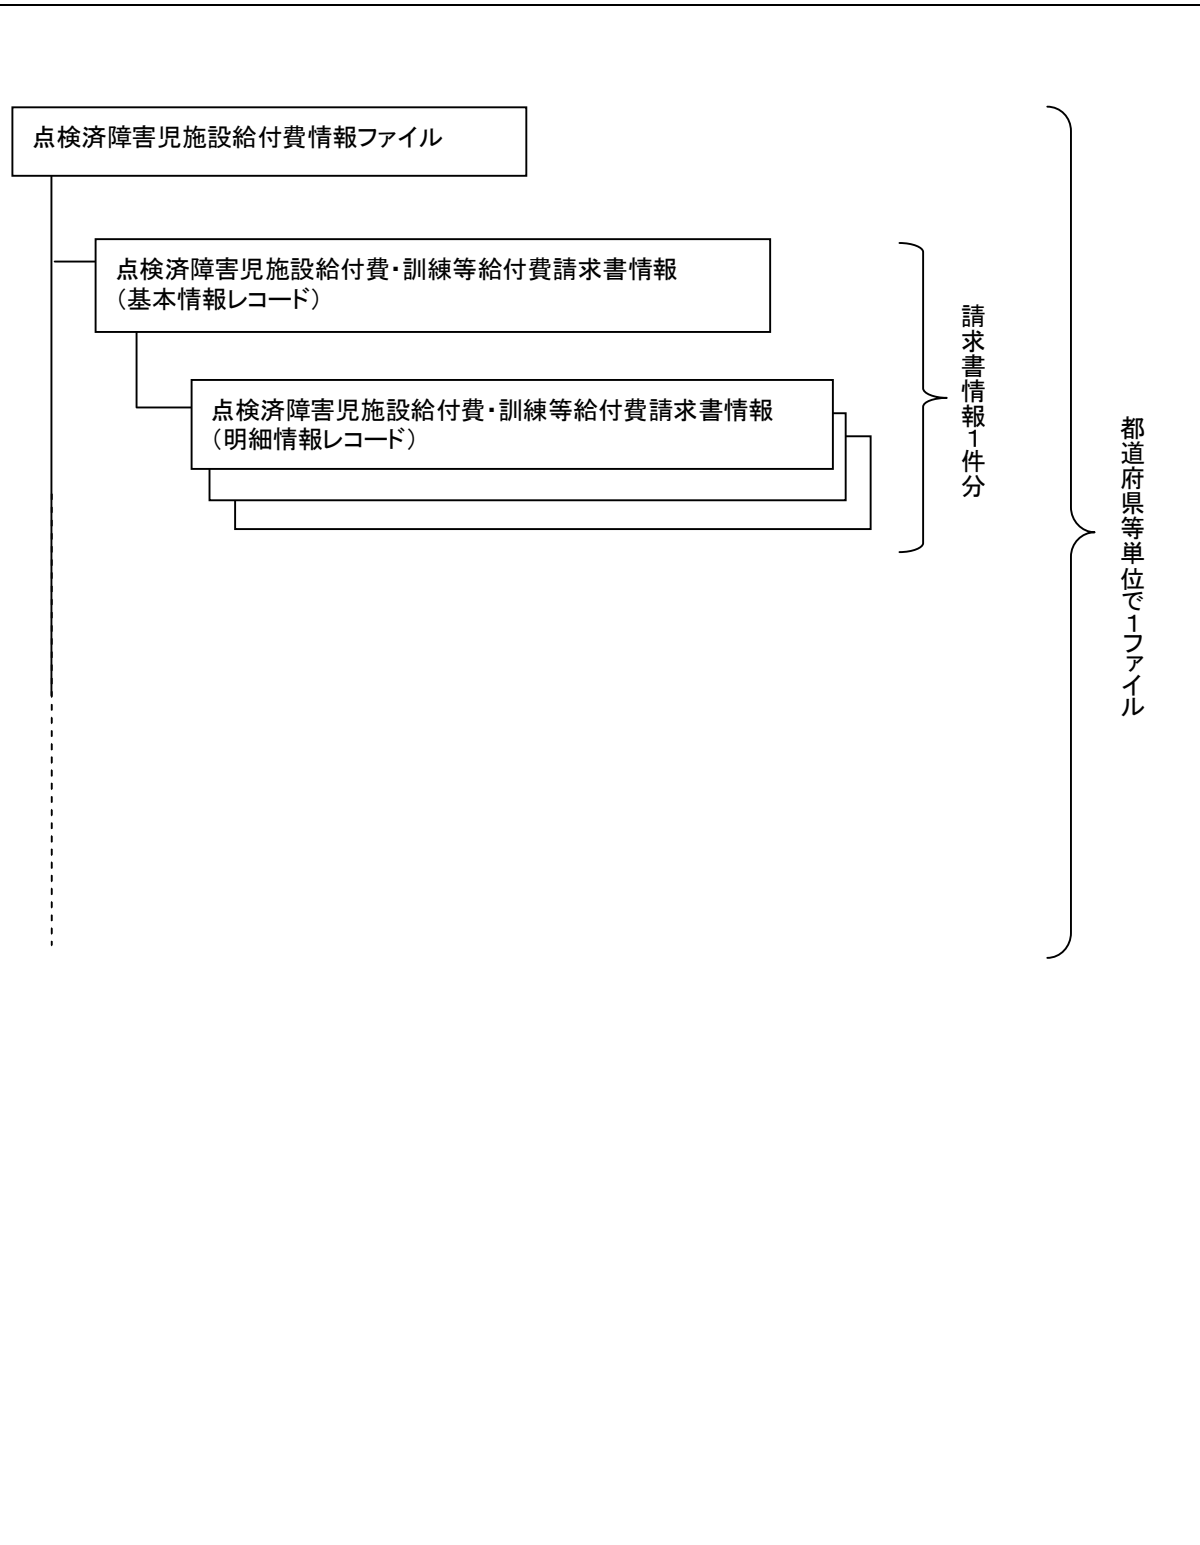 点検済障害児施設給付費情報ファイル
点検済障害児施設給付費・訓練等給付費請求書情報
（基本情報レコード）
点検済障害児施設給付費・訓練等給付費請求書情報
（明細情報レコード）
請求書情報１件分
都道府県等単位で１ファイル